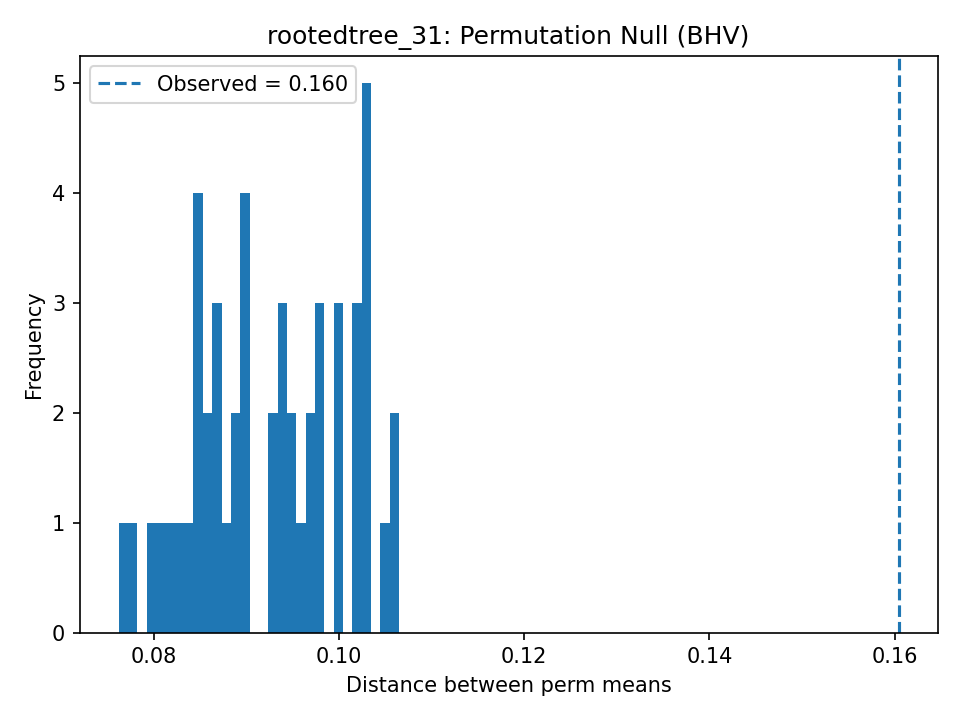 rootedtree_31: Permutation Null (BHV)
Observed = 0.160
5
4
3
2
1
0
Frequency
0.08 0.10 0.12 0.14 0.16
Distance between perm means